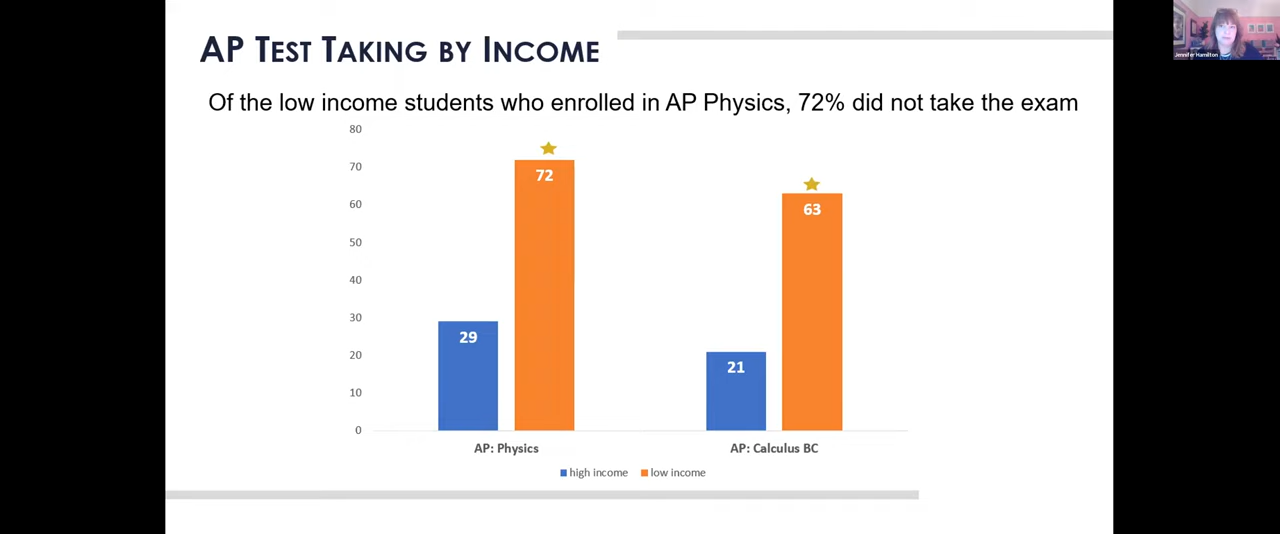 AP TEST TAKING BY INCOME
Jennifer Hamilton
Of the low income students who enrolled in AP Physics, 72% did not take the exam
80
70
60
50
40
30
20
10
0
72
63
29
21
AP: Physics
AP: Calculus BC
high income
low income